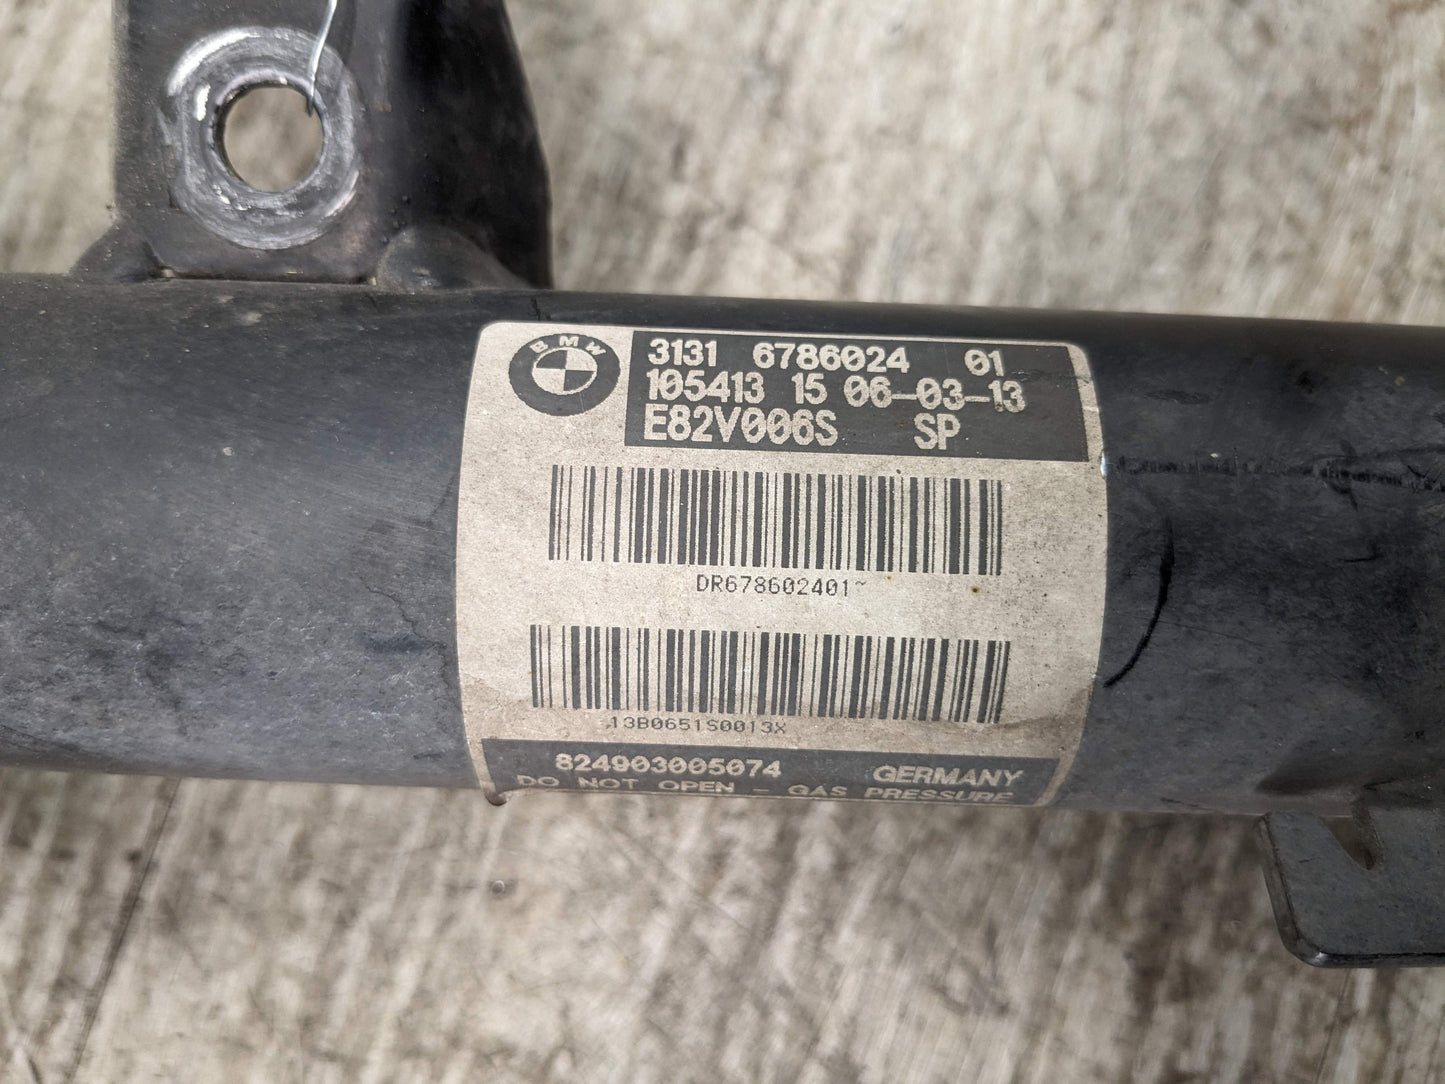 BMW
3131 6786024 01
105413 15 06-03-13
E82V006S SP
DR678602401~
13B0651S0013X
824903005074 GERMANY
DO NOT OPEN - GAS PRESSURE